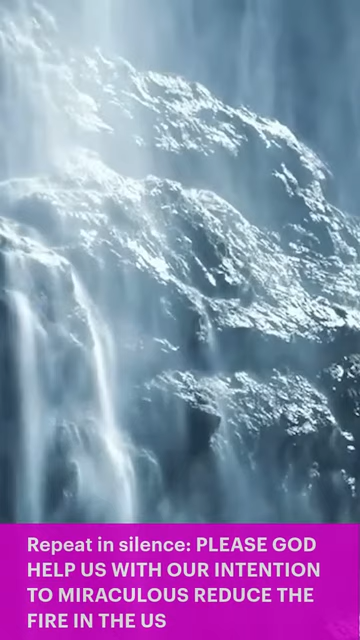 Repeat in silence: PLEASE GOD
HELP US WITH OUR INTENTION
TO MIRACULOUS REDUCE THE
FIRE IN THE US